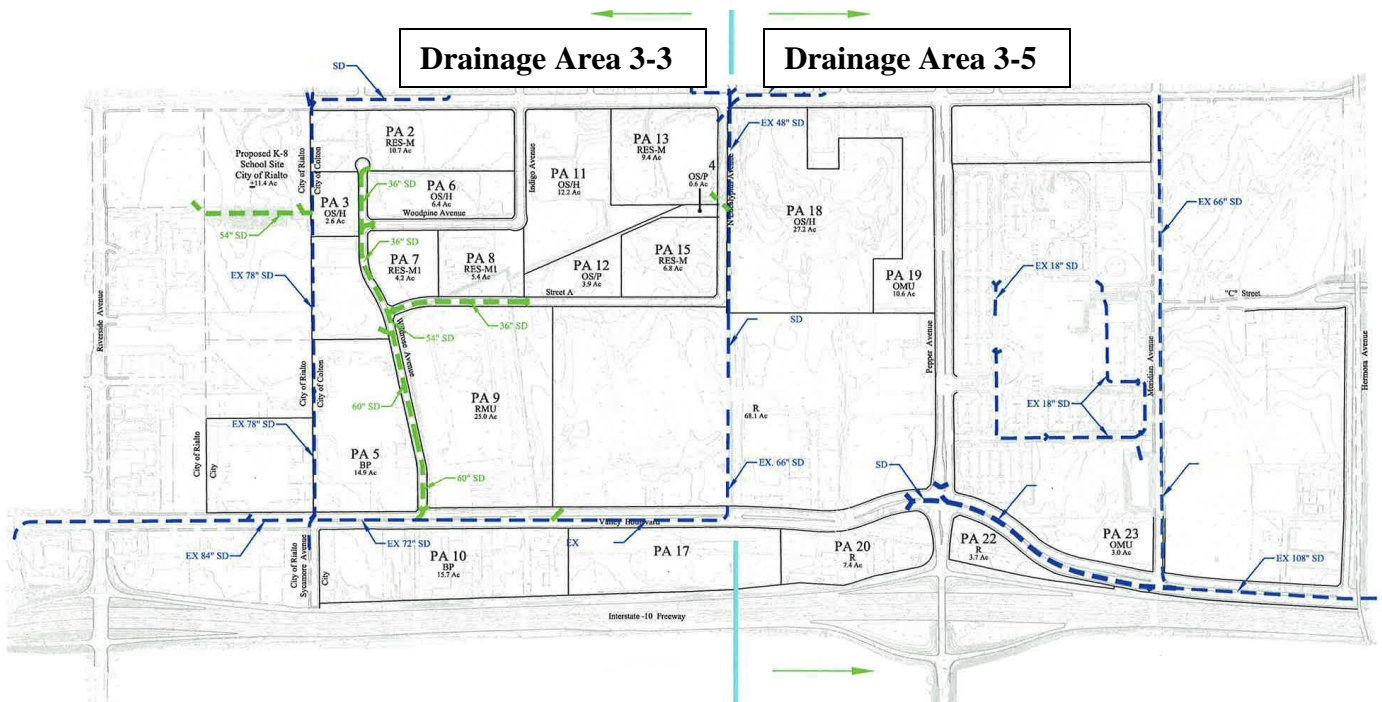 Drainage Area 3-3
Drainage Area 3-5
SD
EX 48" SD
PA 2
RES-M
10.7 Ac
PA 13
RES-M
9.4 Ac
Proposed K-8
School Site
City of Rialto
±11.4 Ac
City of Rialto
City of Colton
Indigo Avenue
N Eucalyptus Avenue
4
OS/P
0.6 Ac
PA 11
OS/H
12.2 Ac
PA 3
OS/H
2.6 Ac
36" SD
PA 6
OS/H
6.4 Ac
Woodpine Avenue
PA 18
OS/H
27.2 Ac
EX 66" SD
54" SD
36" SD
PA 7
RES-M1
4.2 Ac
PA 8
RES-M1
5.4 Ac
PA 12
OS/P
3.9 Ac
PA 15
RES-M
6.8 Ac
PA 19
OMU
10.6 Ac
EX 18" SD
EX 78" SD
Street A
"C" Street
Riverside Avenue
36" SD
54" SD
Wildrose Avenue
SD
Pepper Avenue
Meridian Avenue
Hermosa Avenue
City of Rialto
City of Colton
60" SD
PA 9
RMU
25.0 Ac
R
68.1 Ac
EX 18" SD
EX 78" SD
City of Rialto
City
PA 5
BP
14.9 Ac
60" SD
EX. 66" SD
SD
Valley Boulevard
EX 84" SD
EX 72" SD
EX
City of Rialto
Sycamore Avenue
City
PA 10
BP
15.7 Ac
PA 17
PA 20
R
7.4 Ac
PA 22
R
3.7 Ac
PA 23
OMU
3.0 Ac
EX 108" SD
Interstate -10 Freeway